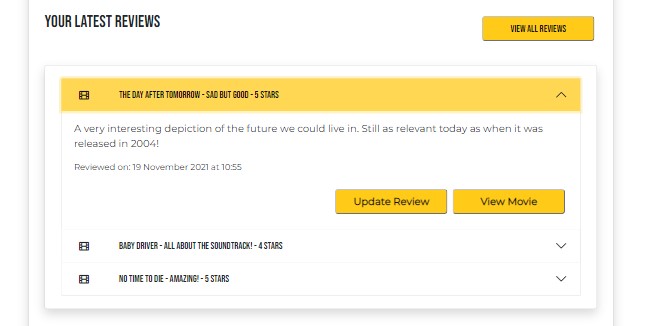 YOUR LATEST REVIEWS
VIEW ALL REVIEWS
THE DAY AFTER TOMORROW - SAD BUT GOOD - 5 STARS
A very interesting depiction of the future we could live in. Still as relevant today as when it was
released in 2004!
Reviewed on: 19 November 2021 at 10:55
Update Review
View Movie
BABY DRIVER - ALL ABOUT THE SOUNDTRACK! - 4 STARS
NO TIME TO DIE - AMAZING! - 5 STARS